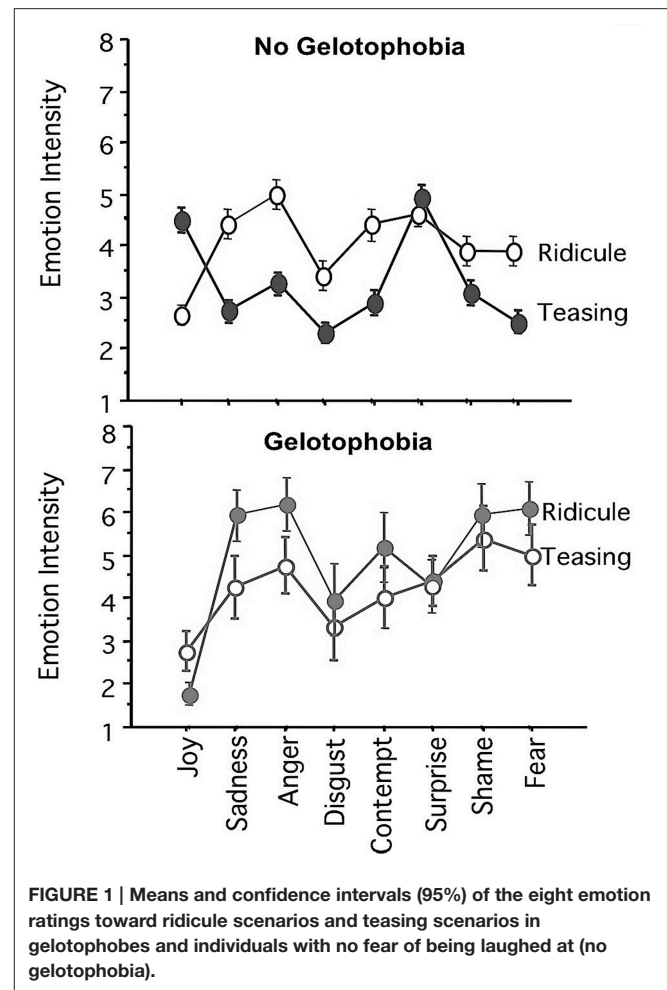 No Gelotophobia
8
7
6
5
4
3
2
1
Emotion Intensity
Ridicule
Teasing
Gelotophobia
8
7
6
5
4
3
2
1
Emotion Intensity
Ridicule
Teasing
Joy
Sadness
Anger
Disgust
Contempt
Surprise
Shame
Fear
FIGURE 1 | Means and confidence intervals (95%) of the eight emotion
ratings toward ridicule scenarios and teasing scenarios in
gelotophobes and individuals with no fear of being laughed at (no
gelotophobia).